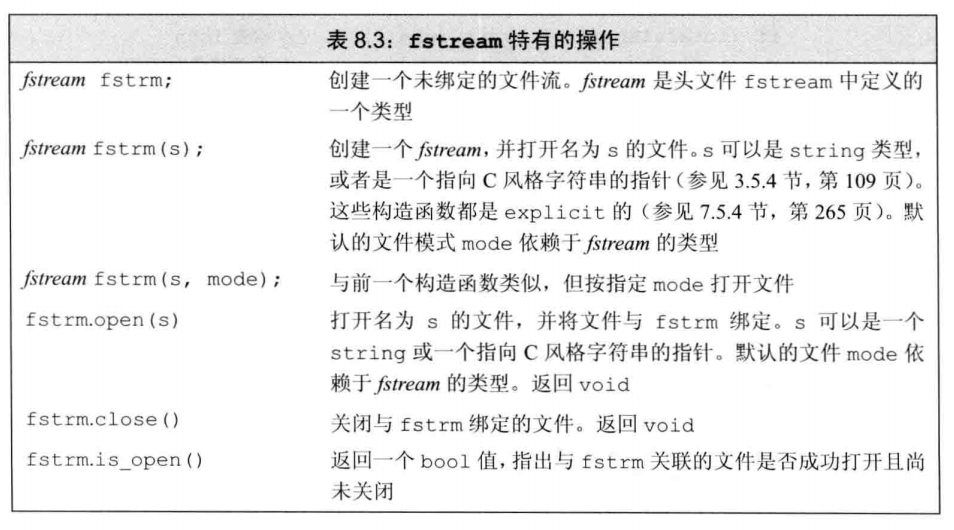 表 8.3：fstream 特有的操作
fstream fstrm; 创建一个未绑定的文件流。fstream 是头文件 fstream 中定义的
一个类型
fstream fstrm(s); 创建一个 fstream，并打开名为 s 的文件。s 可以是 string 类型，
或者是一个指向 C 风格字符串的指针（参见 3.5.4 节，第 109 页）。
这些构造函数都是 explicit 的（参见 7.5.4 节，第 265 页）。默
认的文件模式 mode 依赖于 fstream 的类型
fstream fstrm(s, mode); 与前一个构造函数类似，但按指定 mode 打开文件
fstrm.open(s) 打开名为 s 的文件，并将文件与 fstrm 绑定。s 可以是一个
string 或一个指向 C 风格字符串的指针。默认的文件 mode 依
赖于 fstream 的类型。返回 void
fstrm.close() 关闭与 fstrm 绑定的文件。返回 void
fstrm.is_open() 返回一个 bool 值，指出与 fstrm 关联的文件是否成功打开且尚
未关闭